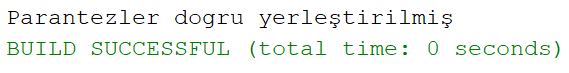 Parantezler dogru yerleştirilmiş
BUILD SUCCESSFUL (total time: 0 seconds)